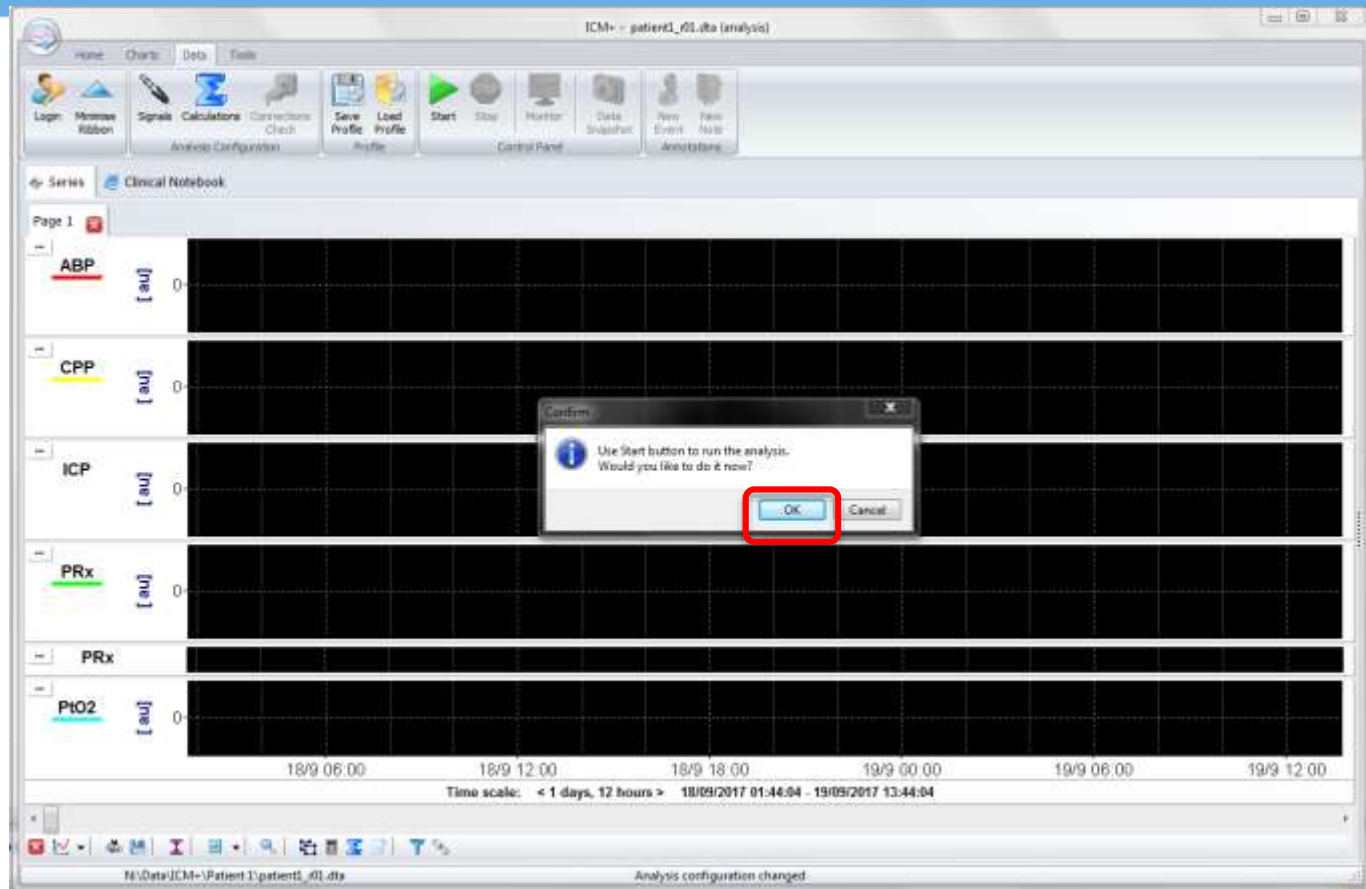 ICM+ - patient1_r01.dta (analysis)
Home Charts Data Tools
Login Minimise Ribbon Signals Calculations Connections Check Save Profile Load Profile Start Stop Monitor Data Snapshot New Event New Note
Analysis Configuration Profile Control Panel Annotations
Series Clinical Notebook
Page 1
ABP [au] 0
CPP [au] 0
Confirm
Use Start button to run the analysis.
Would you like to do it now?
OK Cancel
ICP [au] 0
PRx [au] 0
PRx
PtO2 [au] 0
18/9 06:00 18/9 12:00 18/9 18:00 19/9 00:00 19/9 06:00 19/9 12:00
Time scale: < 1 days, 12 hours > 18/09/2017 01:44:04 - 19/09/2017 13:44:04
N:\Data\ICM+\Patient 1\patient1_r01.dta Analysis configuration changed